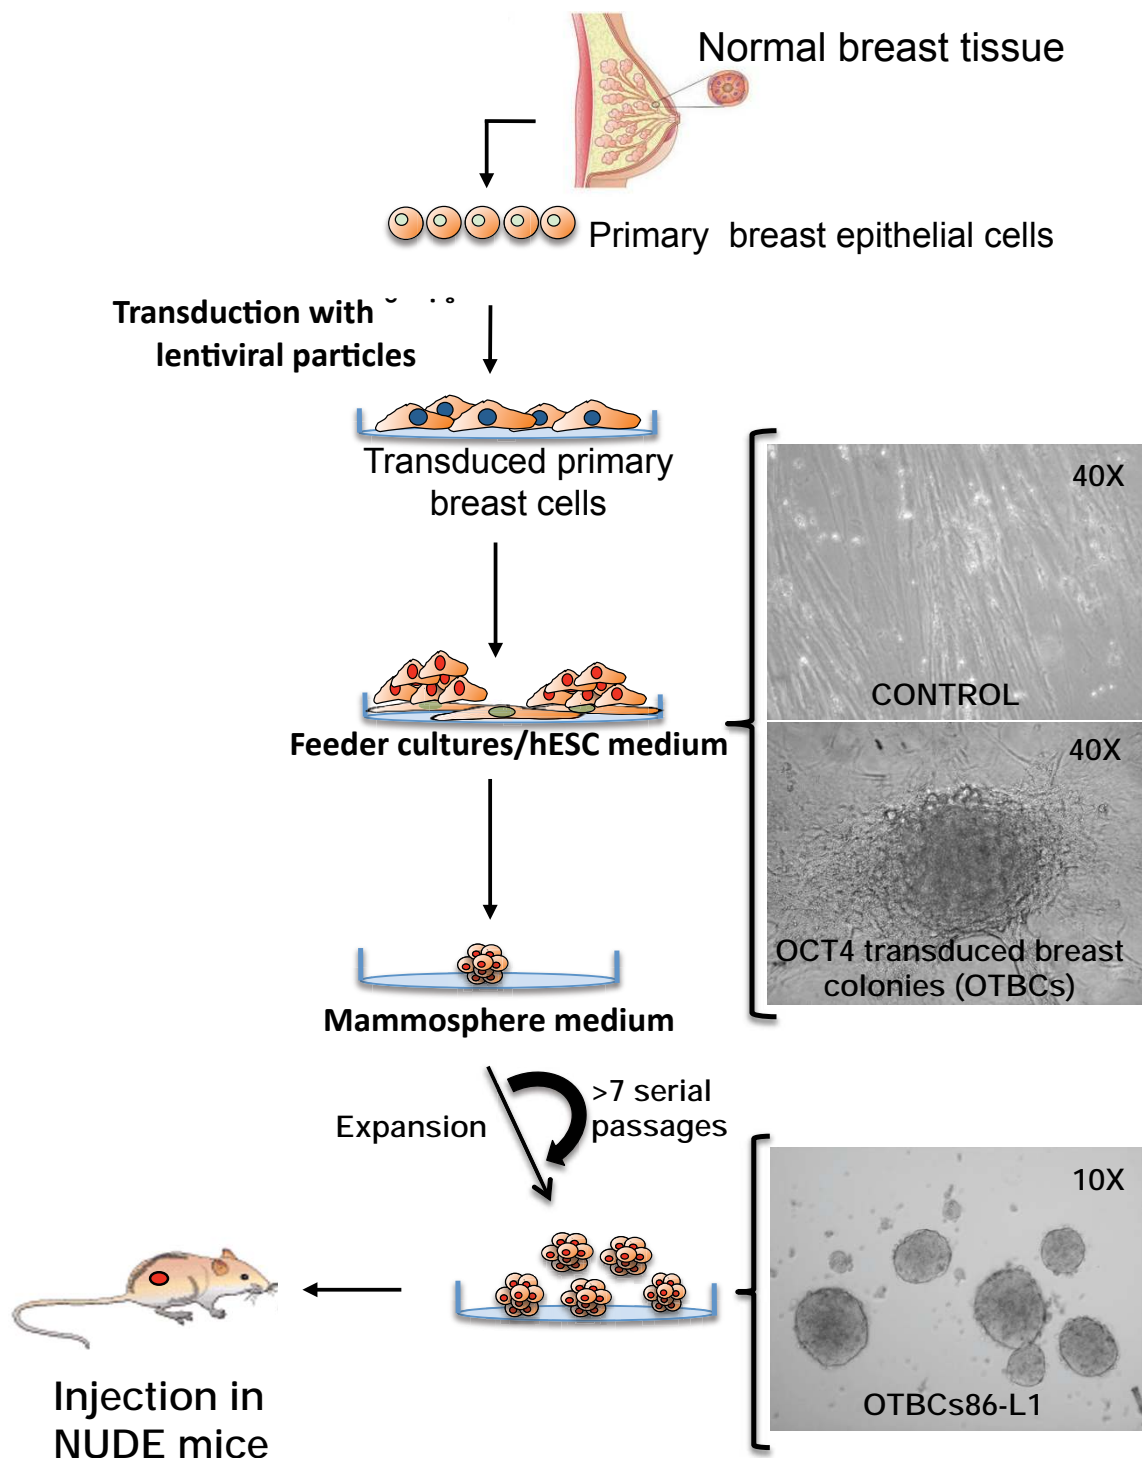 Normal breast tissue
Primary breast epithelial cells
Transduction with
lentiviral particles
Transduced primary
breast cells
40X
CONTROL
Feeder cultures/hESC medium
40X
OCT4 transduced breast
colonies (OTBCs)
Mammosphere medium
>7 serial
passages
Expansion
10X
OTBCs86-L1
Injection in
NUDE mice